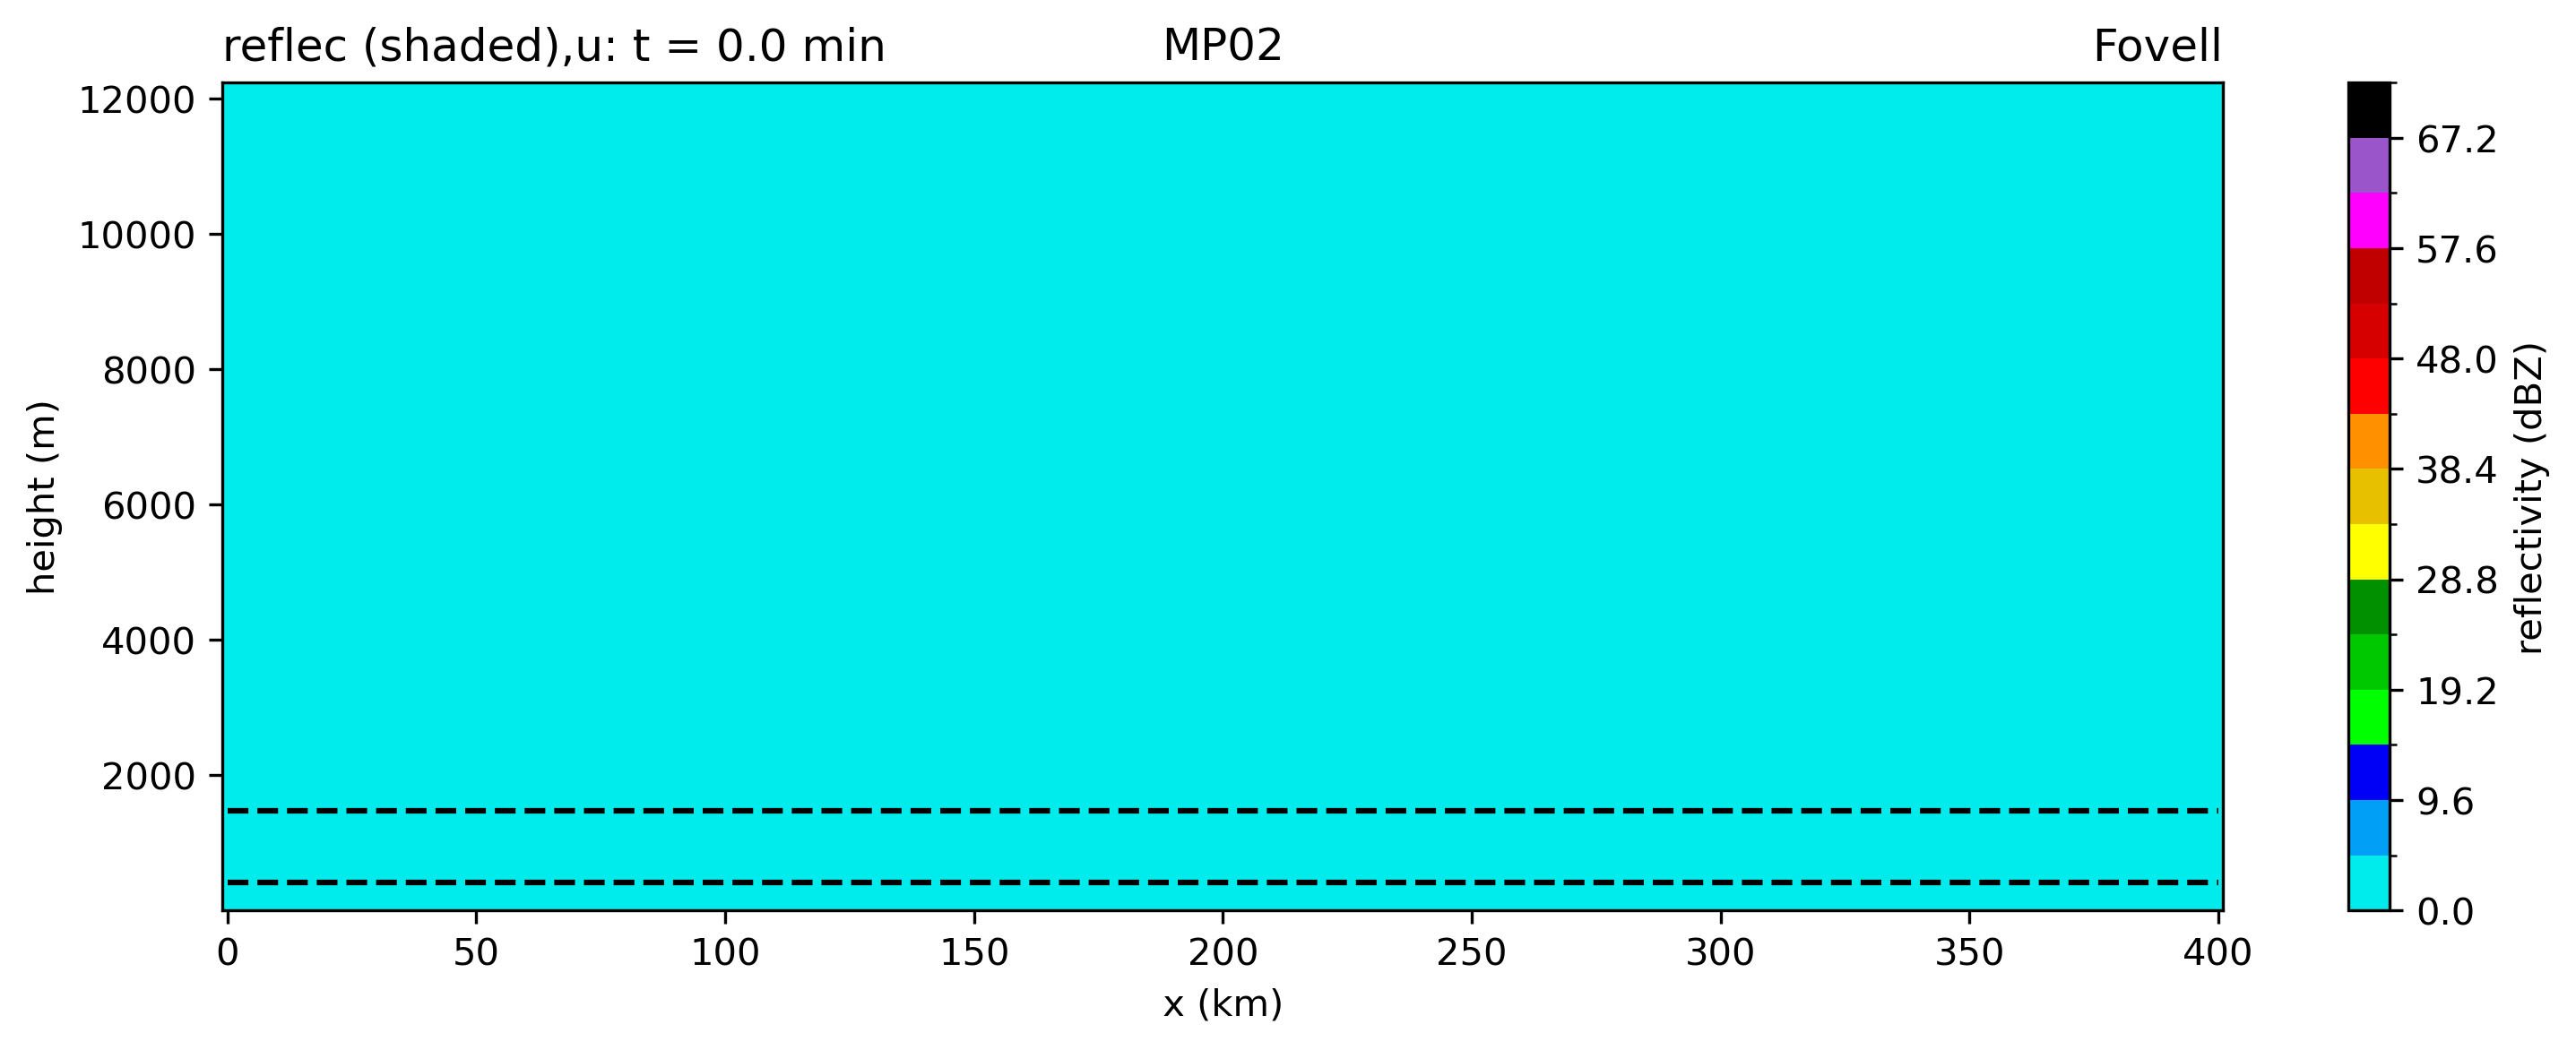 reflec (shaded),u: t = 0.0 min MP02 Fovell
12000
10000
8000
6000
4000
2000
height (m)
0 50 100 150 200 250 300 350 400
x (km)
67.2
57.6
48.0
38.4
28.8
19.2
9.6
0.0
reflectivity (dBZ)